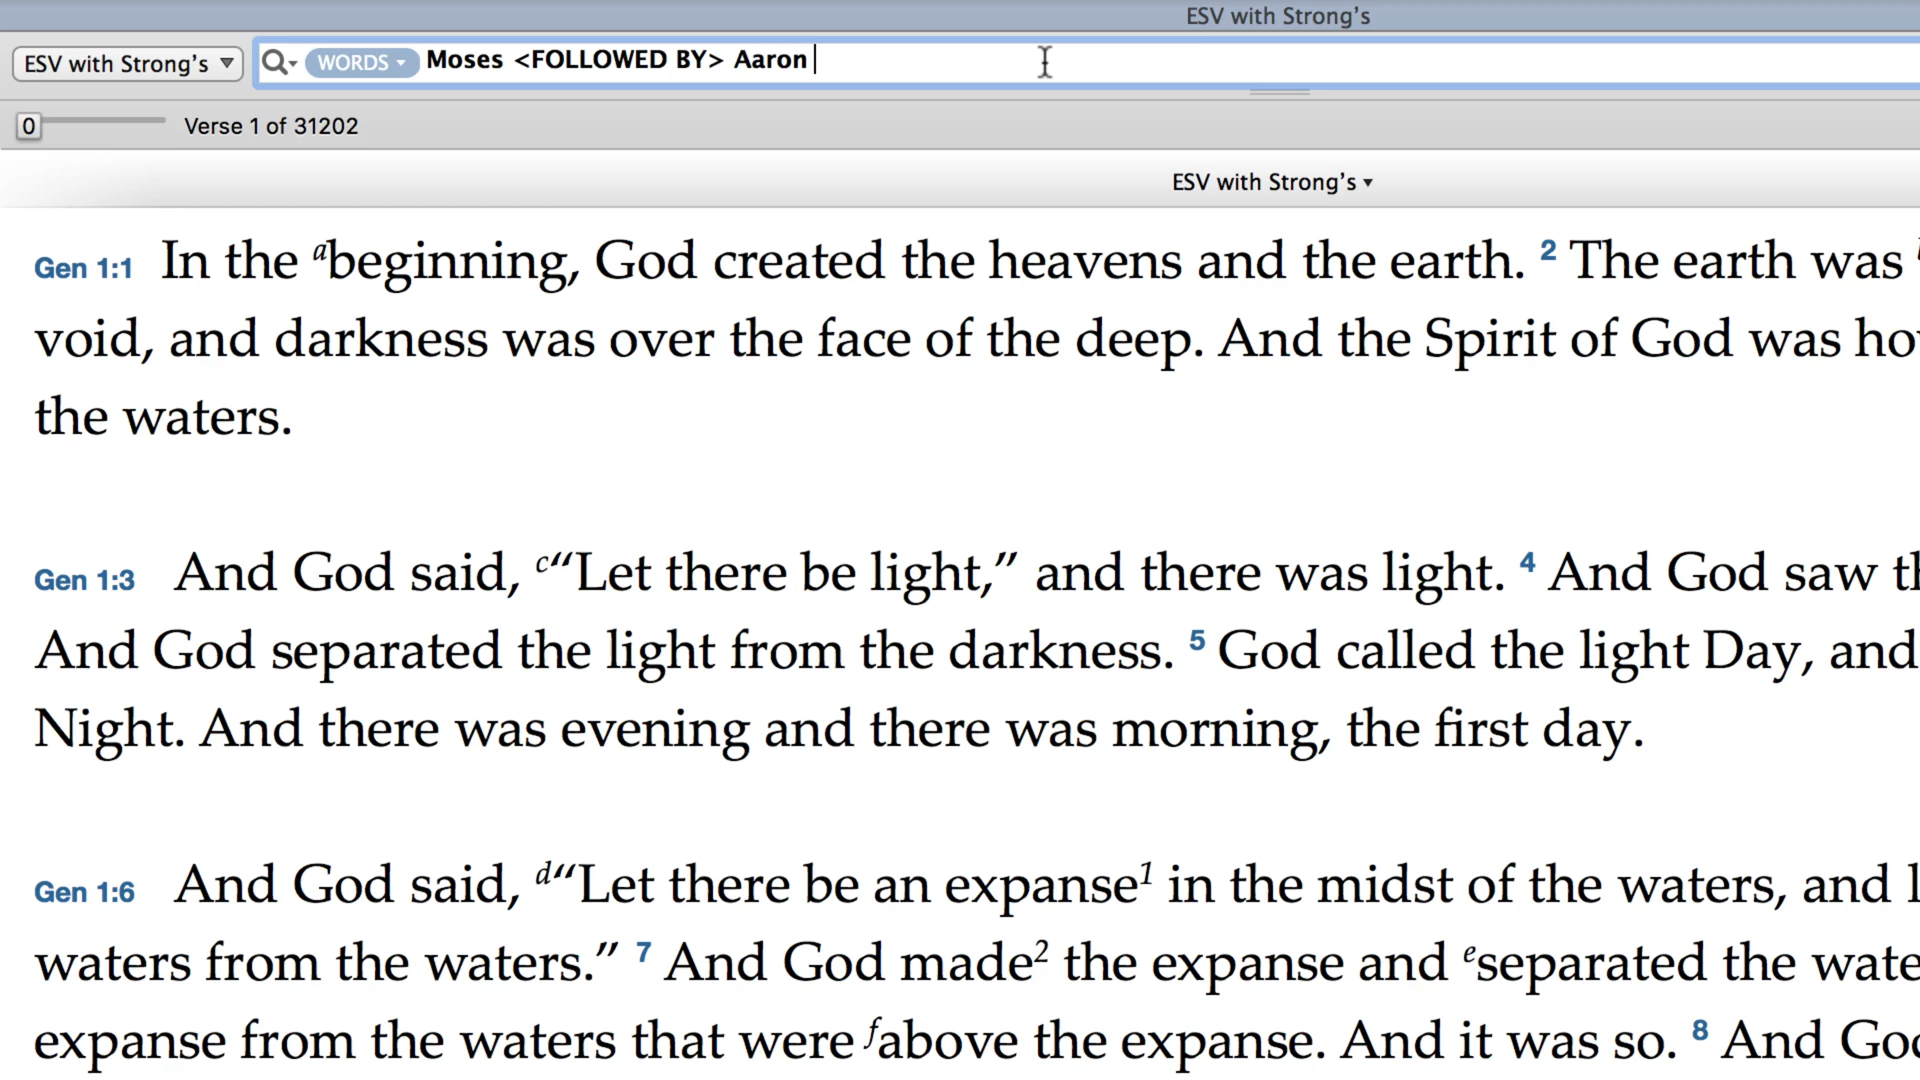 ESV with Strong's
ESV with Strong's WORDS Moses <FOLLOWED BY> Aaron
0 Verse 1 of 31202
ESV with Strong's
Gen 1:1 In the abeginning, God created the heavens and the earth. 2 The earth was
void, and darkness was over the face of the deep. And the Spirit of God was
the waters.
Gen 1:3 And God said, c“Let there be light,” and there was light. 4 And God saw
And God separated the light from the darkness. 5 God called the light Day, and
Night. And there was evening and there was morning, the first day.
Gen 1:6 And God said, d“Let there be an expanse1 in the midst of the waters, and
waters from the waters.” 7 And God made2 the expanse and eseparated the
expanse from the waters that were fabove the expanse. And it was so. 8 And